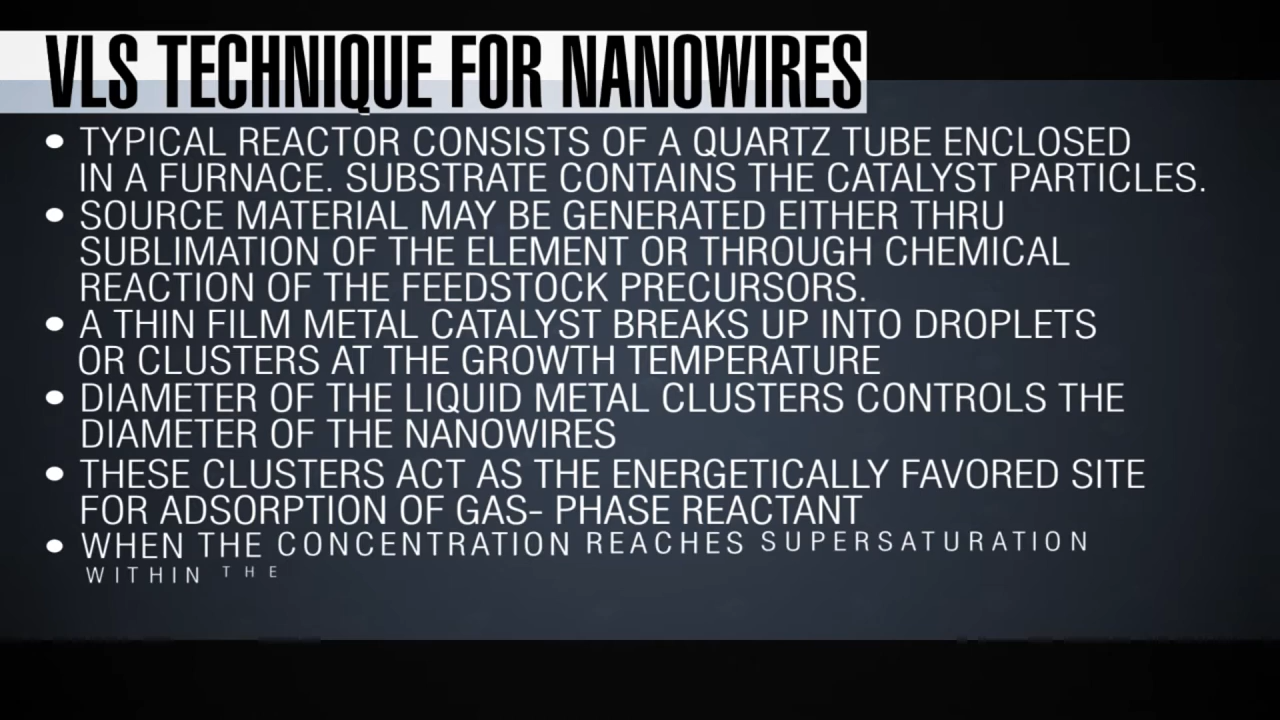 VLS TECHNIQUE FOR NANOWIRES
• TYPICAL REACTOR CONSISTS OF A QUARTZ TUBE ENCLOSED
IN A FURNACE. SUBSTRATE CONTAINS THE CATALYST PARTICLES.
• SOURCE MATERIAL MAY BE GENERATED EITHER THRU
SUBLIMATION OF THE ELEMENT OR THROUGH CHEMICAL
REACTION OF THE FEEDSTOCK PRECURSORS.
• A THIN FILM METAL CATALYST BREAKS UP INTO DROPLETS
OR CLUSTERS AT THE GROWTH TEMPERATURE
• DIAMETER OF THE LIQUID METAL CLUSTERS CONTROLS THE
DIAMETER OF THE NANOWIRES
• THESE CLUSTERS ACT AS THE ENERGETICALLY FAVORED SITE
FOR ADSORPTION OF GAS- PHASE REACTANT
• WHEN THE CONCENTRATION REACHES SUPERSATURATION
WITHIN THE